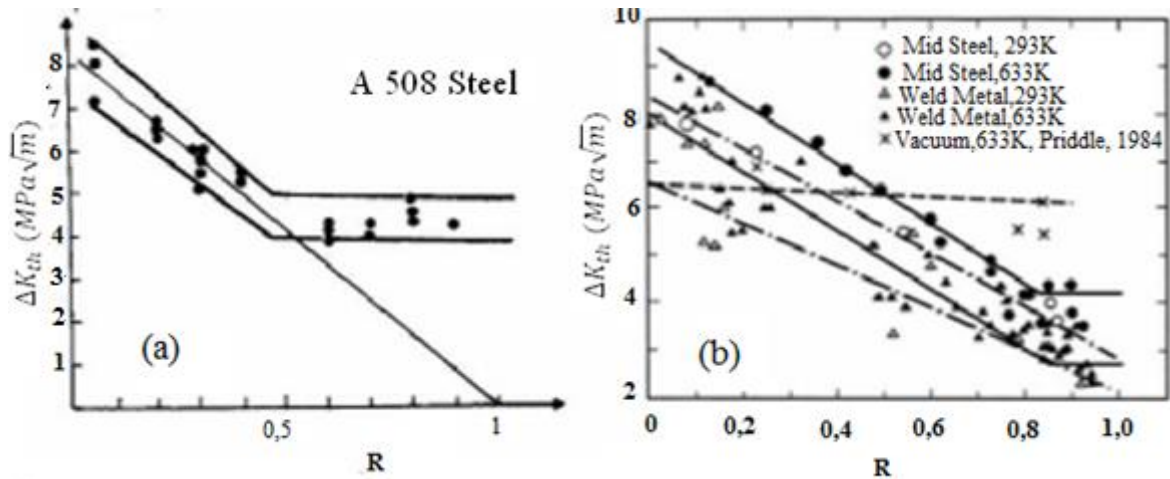 8
7
6
5
4
3
2
1
ΔK_th (MPa√m)
A 508 Steel
(a)
0,5
1
R
10
8
6
4
2
ΔK_th (MPa√m)
Mid Steel, 293K
Mid Steel,633K
Weld Metal,293K
Weld Metal,633K
Vacuum,633K, Priddle, 1984
(b)
0
0,2
0,4
0,6
0,8
1,0
R